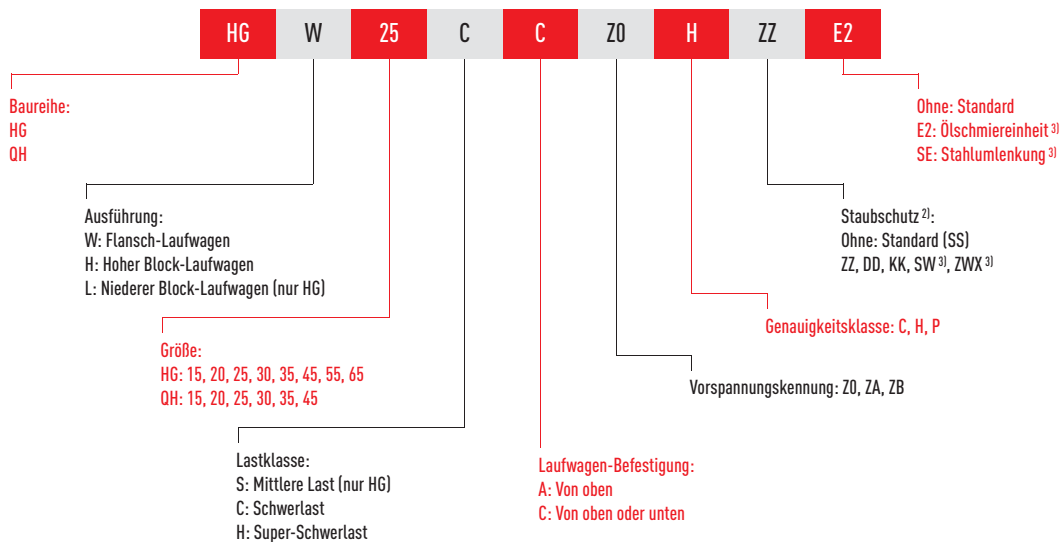 HG W 25 C C Z0 H ZZ E2
Baureihe:
HG
QH
Ohne: Standard
E2: Ölschmiereinheit 3)
SE: Stahlumlenkung 3)
Ausführung:
W: Flansch-Laufwagen
H: Hoher Block-Laufwagen
L: Niederer Block-Laufwagen (nur HG)
Staubschutz 2):
Ohne: Standard (SS)
ZZ, DD, KK, SW 3), ZWX 3)
Genauigkeitsklasse: C, H, P
Größe:
HG: 15, 20, 25, 30, 35, 45, 55, 65
QH: 15, 20, 25, 30, 35, 45
Vorspannungskennung: Z0, ZA, ZB
Lastklasse:
S: Mittlere Last (nur HG)
C: Schwerlast
H: Super-Schwerlast
Laufwagen-Befestigung:
A: Von oben
C: Von oben oder unten